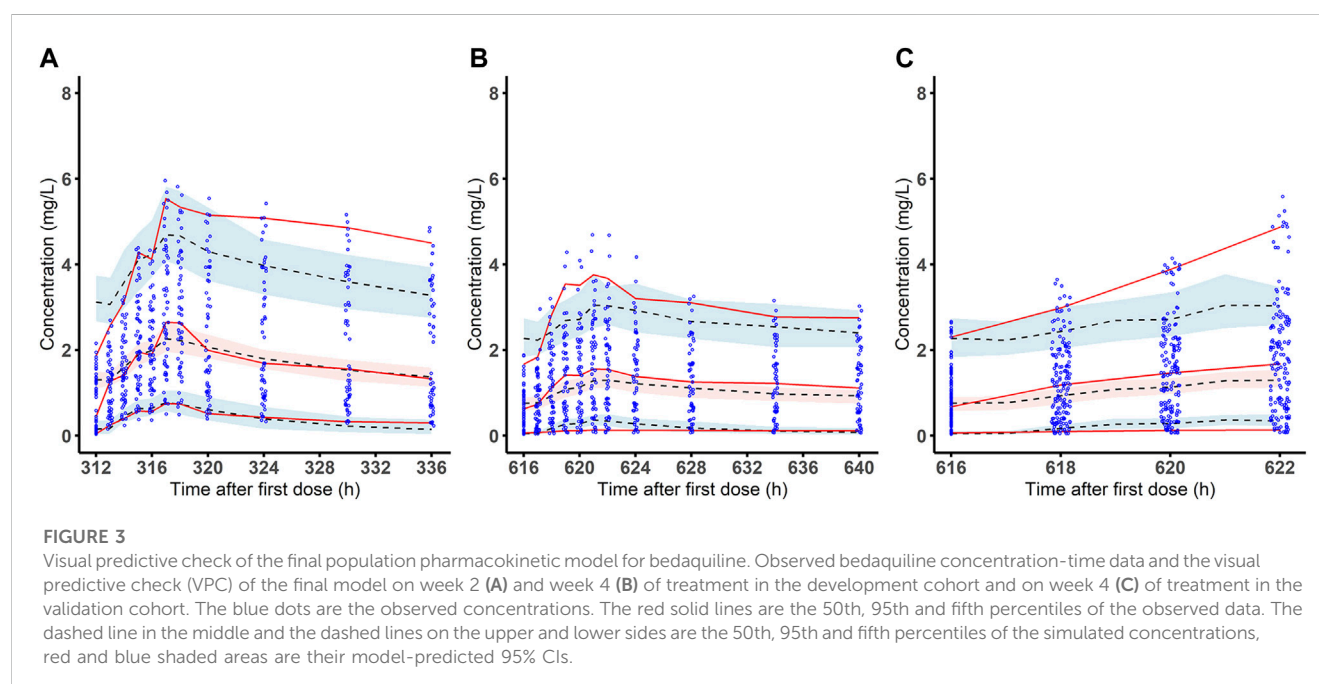 A
B
C
8
6
4
2
0
Concentration (mg/L)
312 316 320 324 328 332 336
Time after first dose (h)
8
6
4
2
0
Concentration (mg/L)
616 620 624 628 632 636 640
Time after first dose (h)
8
6
4
2
0
Concentration (mg/L)
616 618 620 622
Time after first dose (h)
FIGURE 3
Visual predictive check of the final population pharmacokinetic model for bedaquiline. Observed bedaquiline concentration-time data and the visual
predictive check (VPC) of the final model on week 2 (A) and week 4 (B) of treatment in the development cohort and on week 4 (C) of treatment in the
validation cohort. The blue dots are the observed concentrations. The red solid lines are the 50th, 95th and fifth percentiles of the observed data. The
dashed line in the middle and the dashed lines on the upper and lower sides are the 50th, 95th and fifth percentiles of the simulated concentrations,
red and blue shaded areas are their model-predicted 95% CIs.